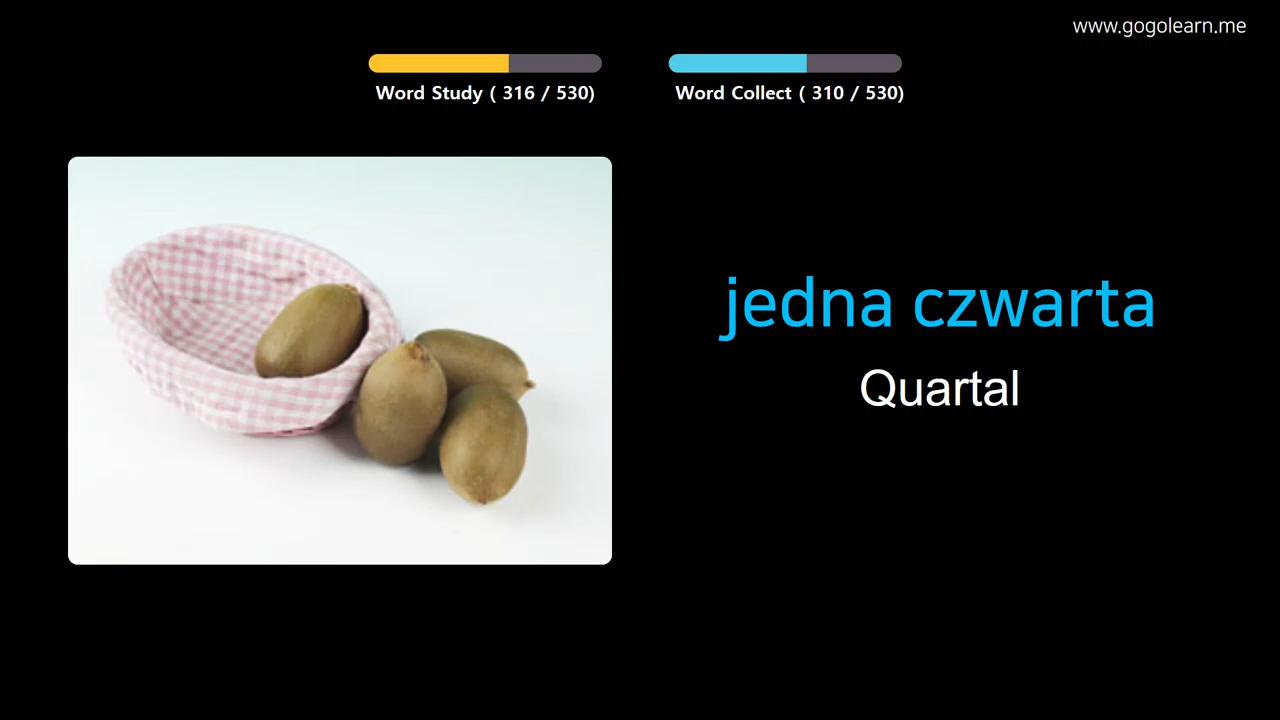 www.gogolearn.me
Word Study ( 316 / 530)
Word Collect ( 310 / 530)
jedna czwarta
Quartal